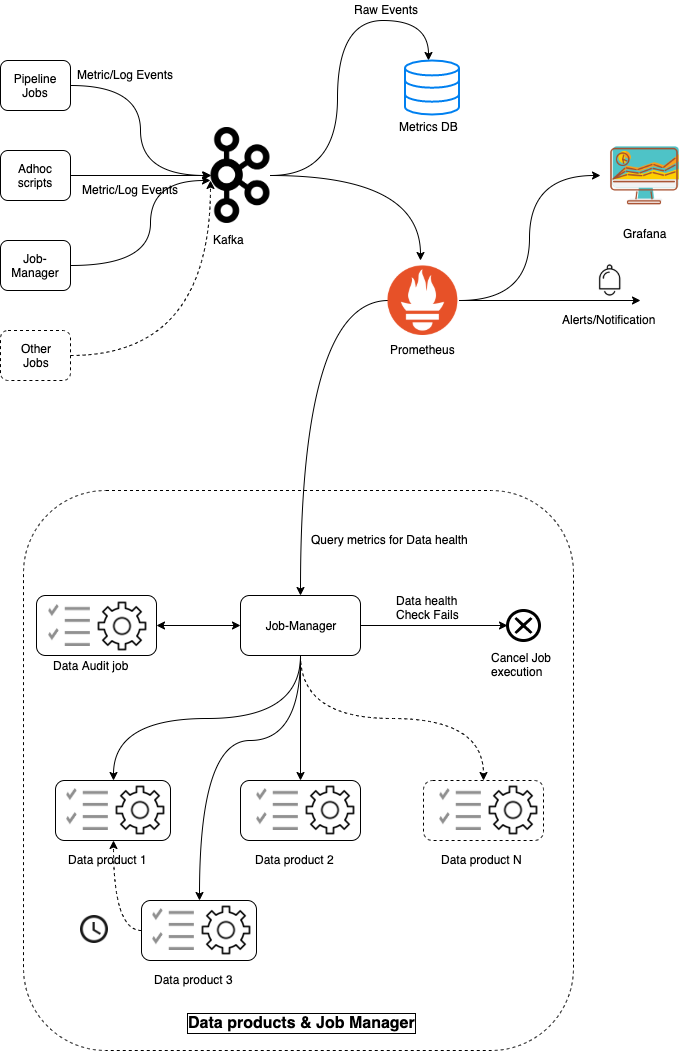 Raw Events
Pipeline
Jobs
Metric/Log Events
Metrics DB
Adhoc
scripts
Metric/Log Events
Kafka
Grafana
Job-
Manager
Alerts/Notification
Other
Jobs
Prometheus
Query metrics for Data health
Job-Manager
Data health
Check Fails
Data Audit job
Cancel Job
execution
Data product 1
Data product 2
Data product N
Data product 3
Data products & Job Manager